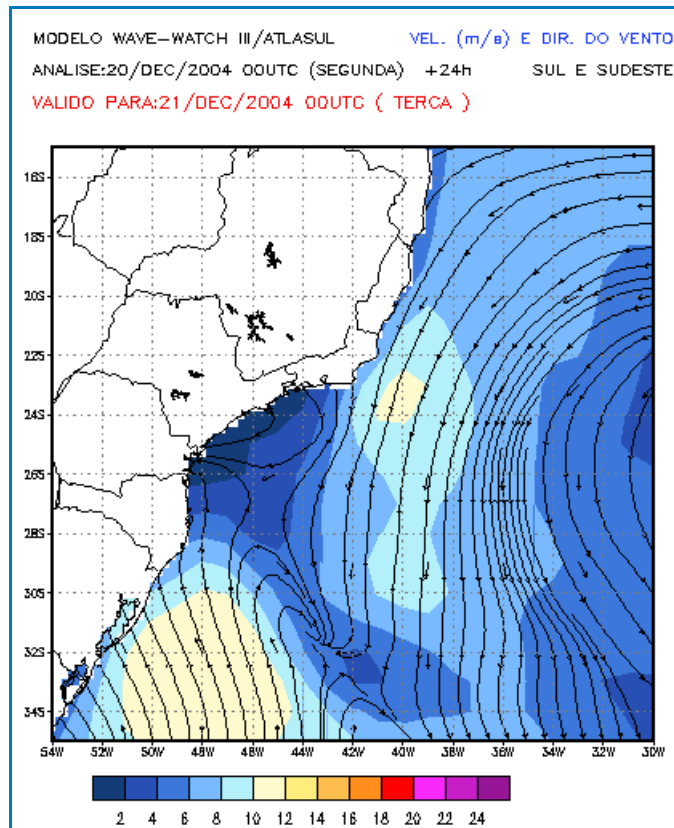 MODELO WAVE-WATCH III/ATLASUL VEL. (m/s) E DIR. DO VENTO
ANALISE:20/DEC/2004 00UTC (SEGUNDA) +24h SUL E SUDESTE
VALIDO PARA:21/DEC/2004 00UTC ( TERCA )
16S
18S
20S
22S
24S
26S
28S
30S
32S
34S
54W 52W 50W 48W 46W 44W 42W 40W 38W 36W 34W 32W 30W
2 4 6 8 10 12 14 16 18 20 22 24